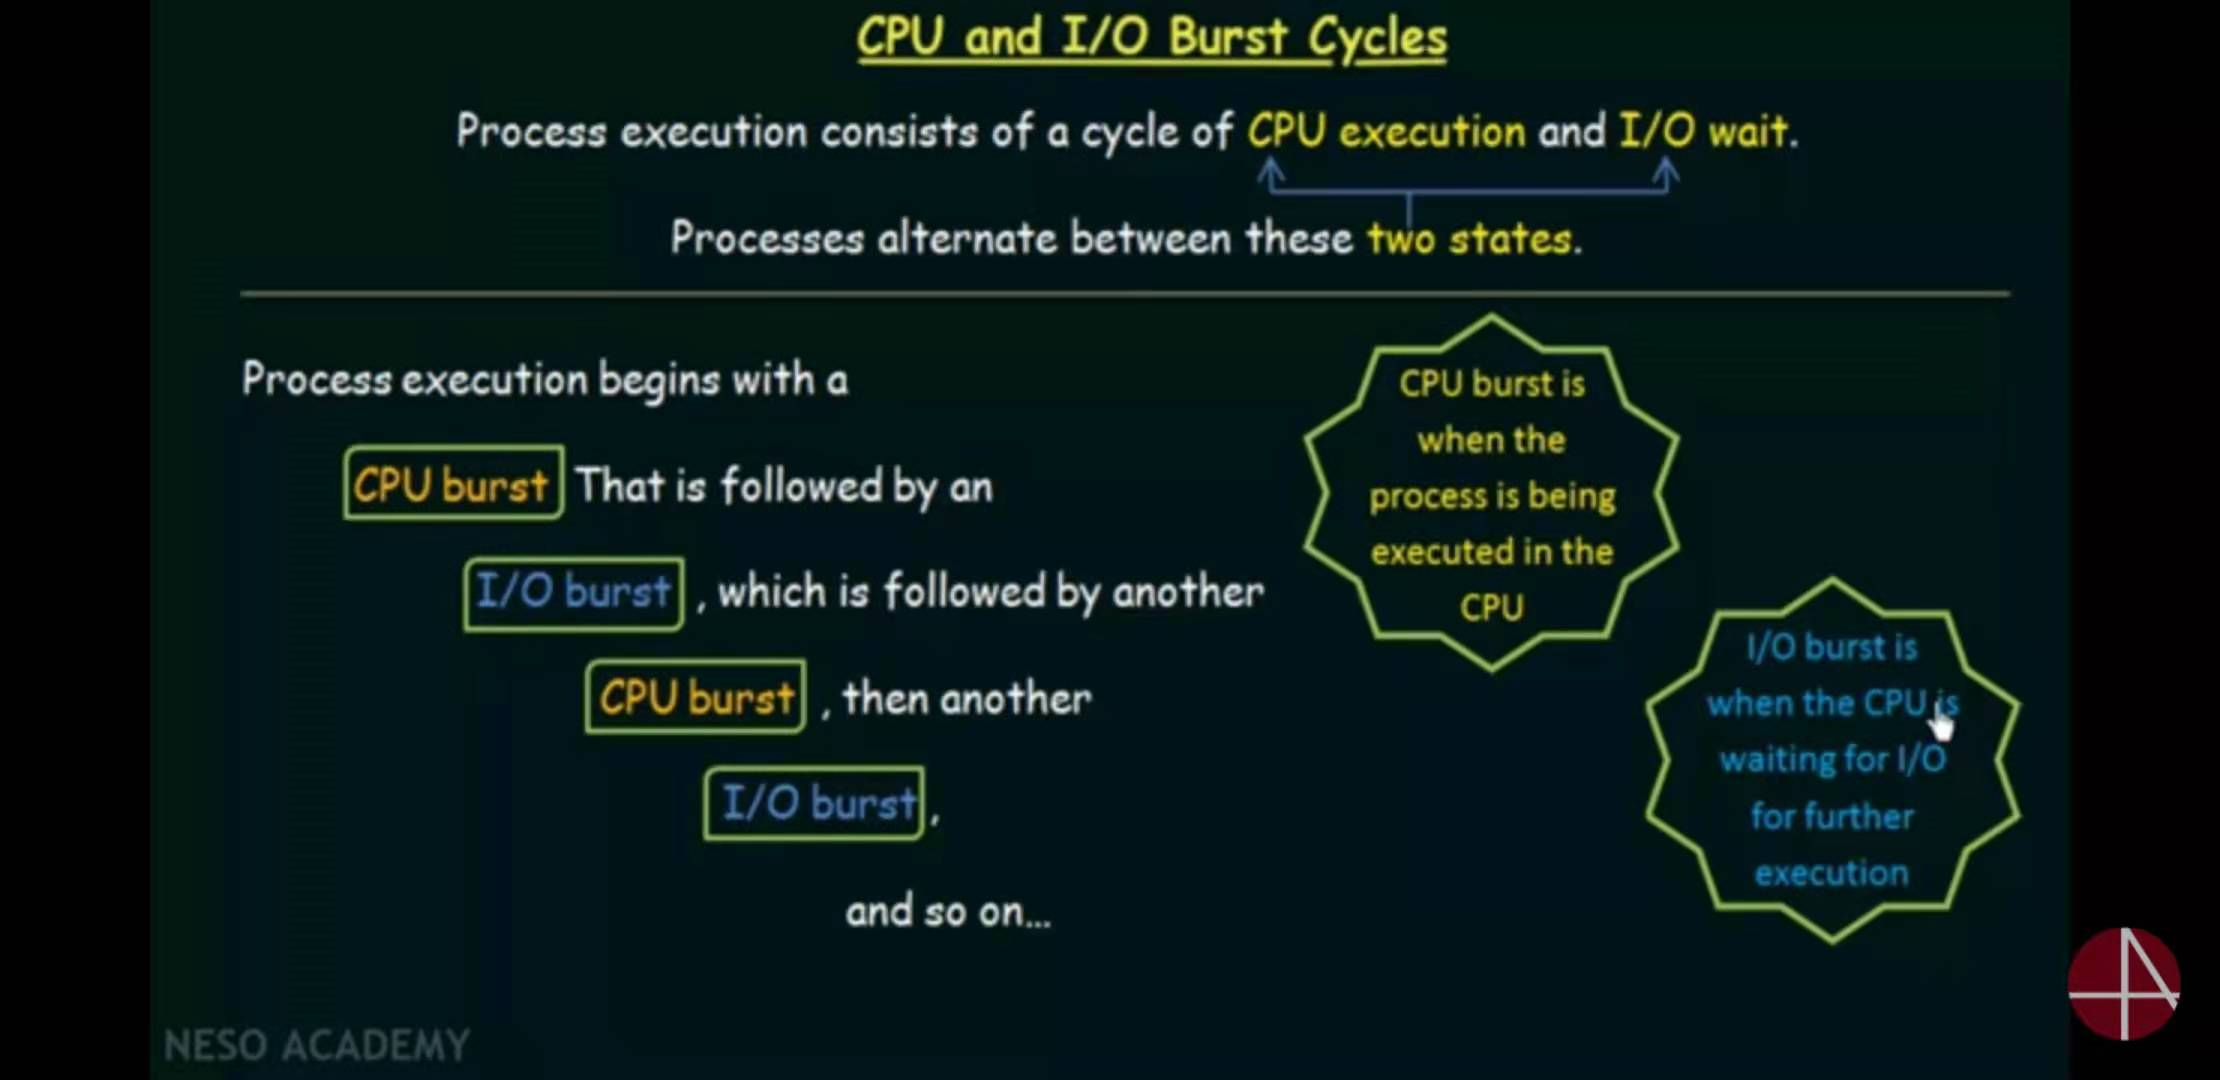 CPU and I/O Burst Cycles
Process execution consists of a cycle of CPU execution and I/O wait.
Processes alternate between these two states.
Process execution begins with a
CPU burst That is followed by an
I/O burst , which is followed by another
CPU burst , then another
I/O burst ,
and so on...
CPU burst is
when the
process is being
executed in the
CPU
I/O burst is
when the CPU is
waiting for I/O
for further
execution
NESO ACADEMY